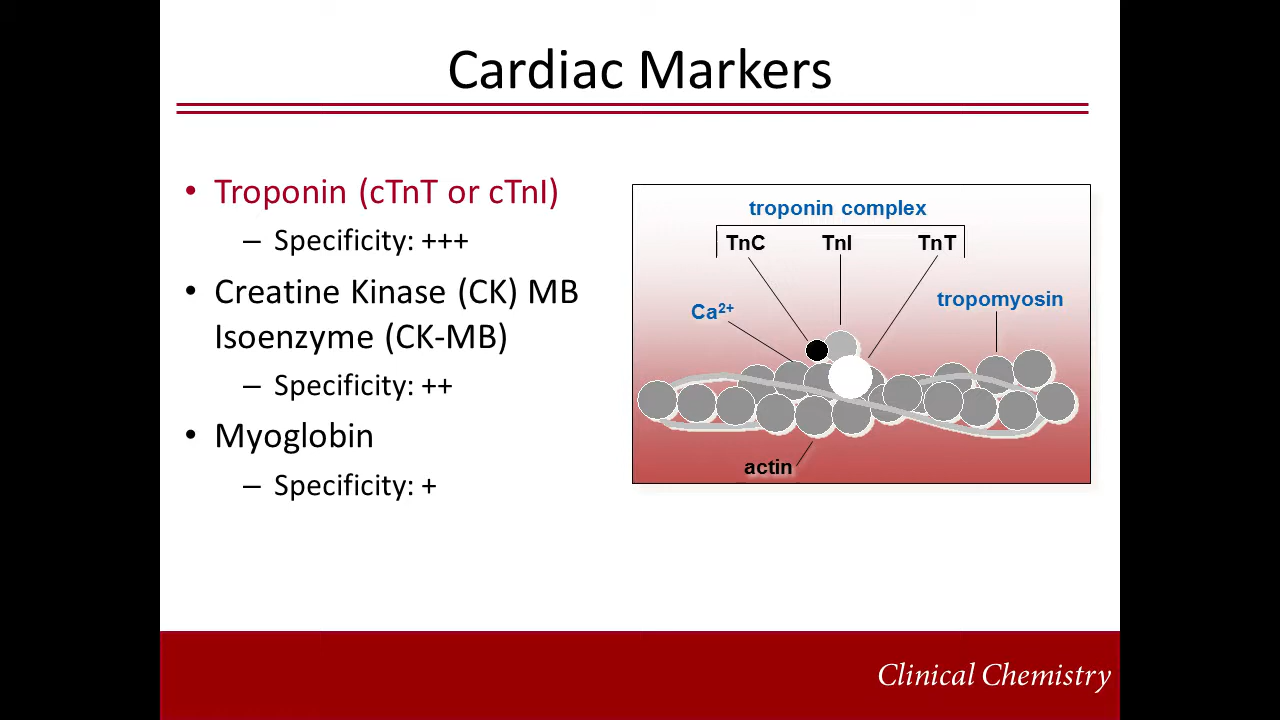 Cardiac Markers
• Troponin (cTnT or cTnI)
– Specificity: +++
• Creatine Kinase (CK) MB
Isoenzyme (CK-MB)
– Specificity: ++
• Myoglobin
– Specificity: +
troponin complex
TnC TnI TnT
Ca²⁺
tropomyosin
actin
Clinical Chemistry